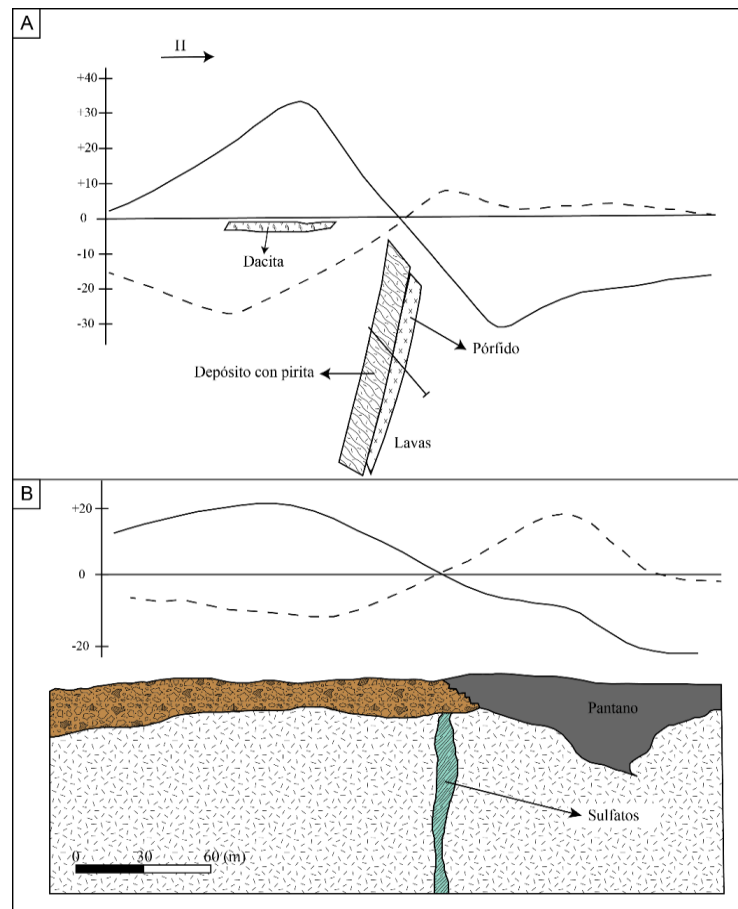 A
II
+40
+30
+20
+10
0
-10
-20
-30
Dacita
Depósito con pirita
Pórfido
Lavas
B
+20
0
-20
Pantano
Sulfatos
0 30 60 (m)